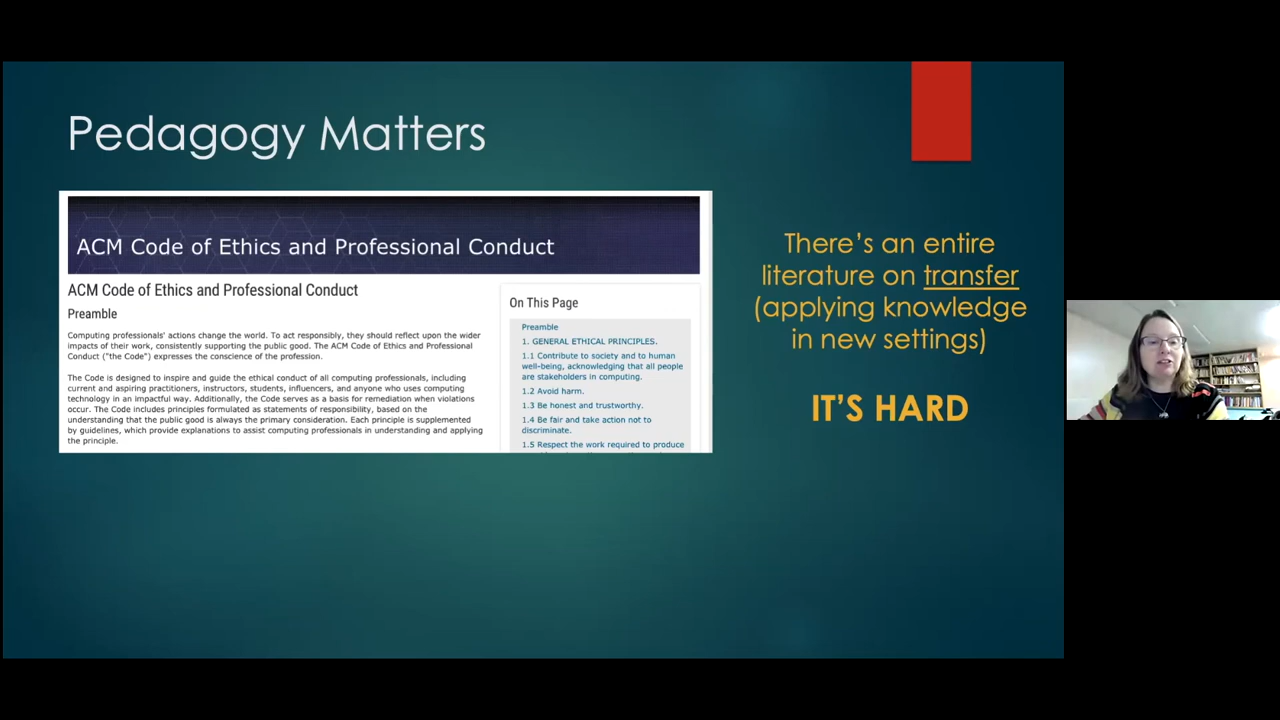 Pedagogy Matters
ACM Code of Ethics and Professional Conduct
ACM Code of Ethics and Professional Conduct
Preamble
Computing professionals' actions change the world. To act responsibly, they should reflect upon the wider
impacts of their work, consistently supporting the public good. The ACM Code of Ethics and Professional
Conduct ("the Code") expresses the conscience of the profession.
The Code is designed to inspire and guide the ethical conduct of all computing professionals, including
current and aspiring practitioners, instructors, students, influencers, and anyone who uses computing
technology in an impactful way. Additionally, the Code serves as a basis for remediation when violations
occur. The Code includes principles formulated as statements of responsibility, based on the
understanding that the public good is always the primary consideration. Each principle is supplemented
by guidelines, which provide explanations to assist computing professionals in understanding and applying
the principle.
On This Page
Preamble
1. GENERAL ETHICAL PRINCIPLES.
1.1 Contribute to society and to human
well-being, acknowledging that all people
are stakeholders in computing.
1.2 Avoid harm.
1.3 Be honest and trustworthy.
1.4 Be fair and take action not to
discriminate.
1.5 Respect the work required to produce
There's an entire
literature on transfer
(applying knowledge
in new settings)
IT'S HARD